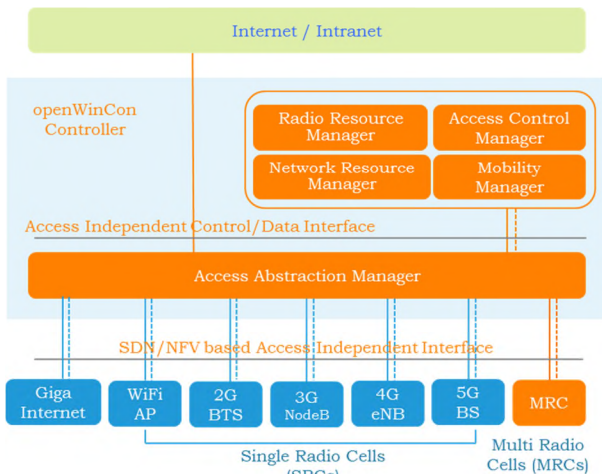 Internet / Intranet
openWinCon
Controller
Radio Resource
Manager
Access Control
Manager
Network Resource
Manager
Mobility
Manager
Access Independent Control/Data Interface
Access Abstraction Manager
SDN/NFV based Access Independent Interface
Giga
Internet
WiFi
AP
2G
BTS
3G
NodeB
4G
eNB
5G
BS
MRC
Single Radio Cells
(SRCs)
Multi Radio
Cells (MRCs)